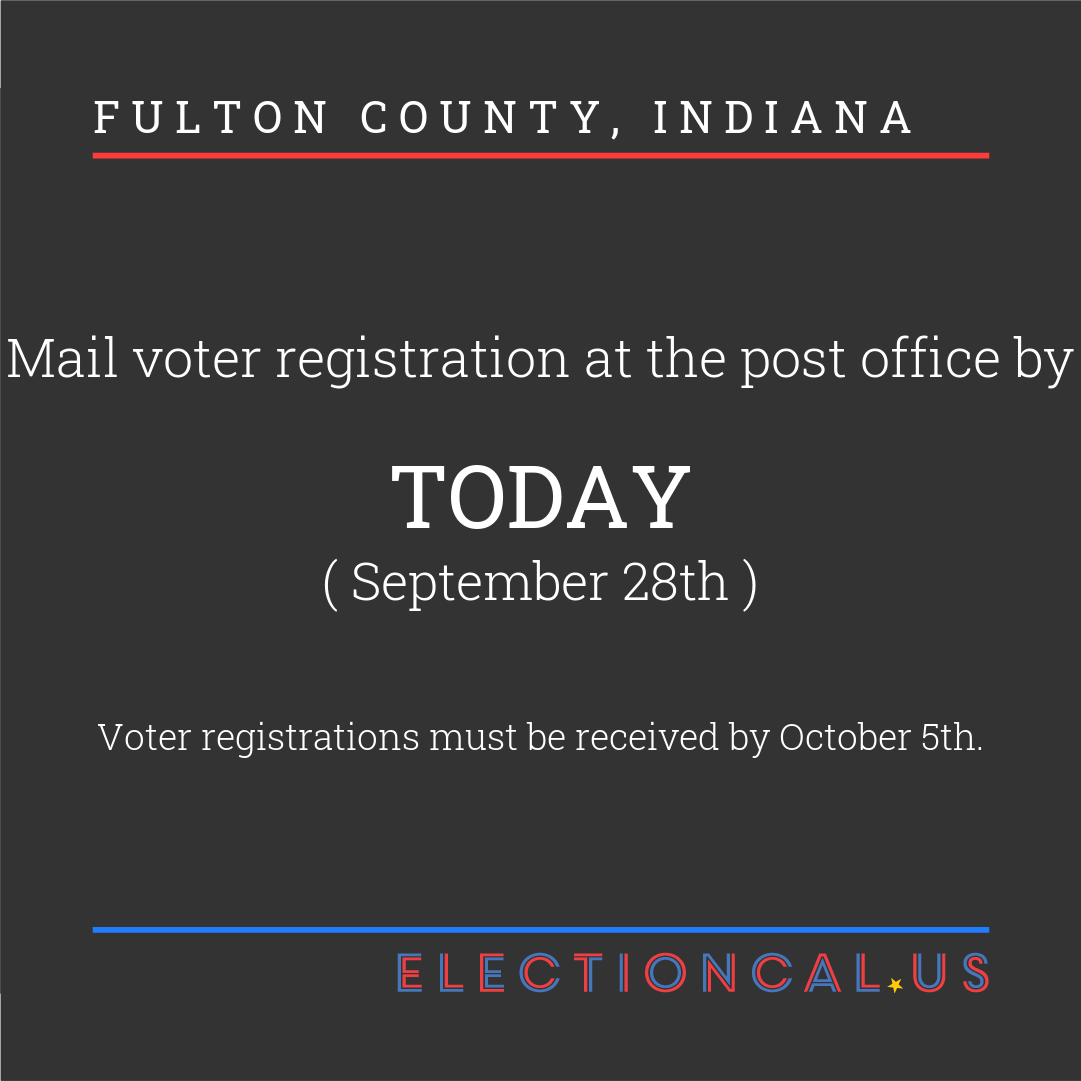 FULTON COUNTY, INDIANA
Mail voter registration at the post office by
TODAY
( September 28th )
Voter registrations must be received by October 5th.
ELECTIONCAL.US